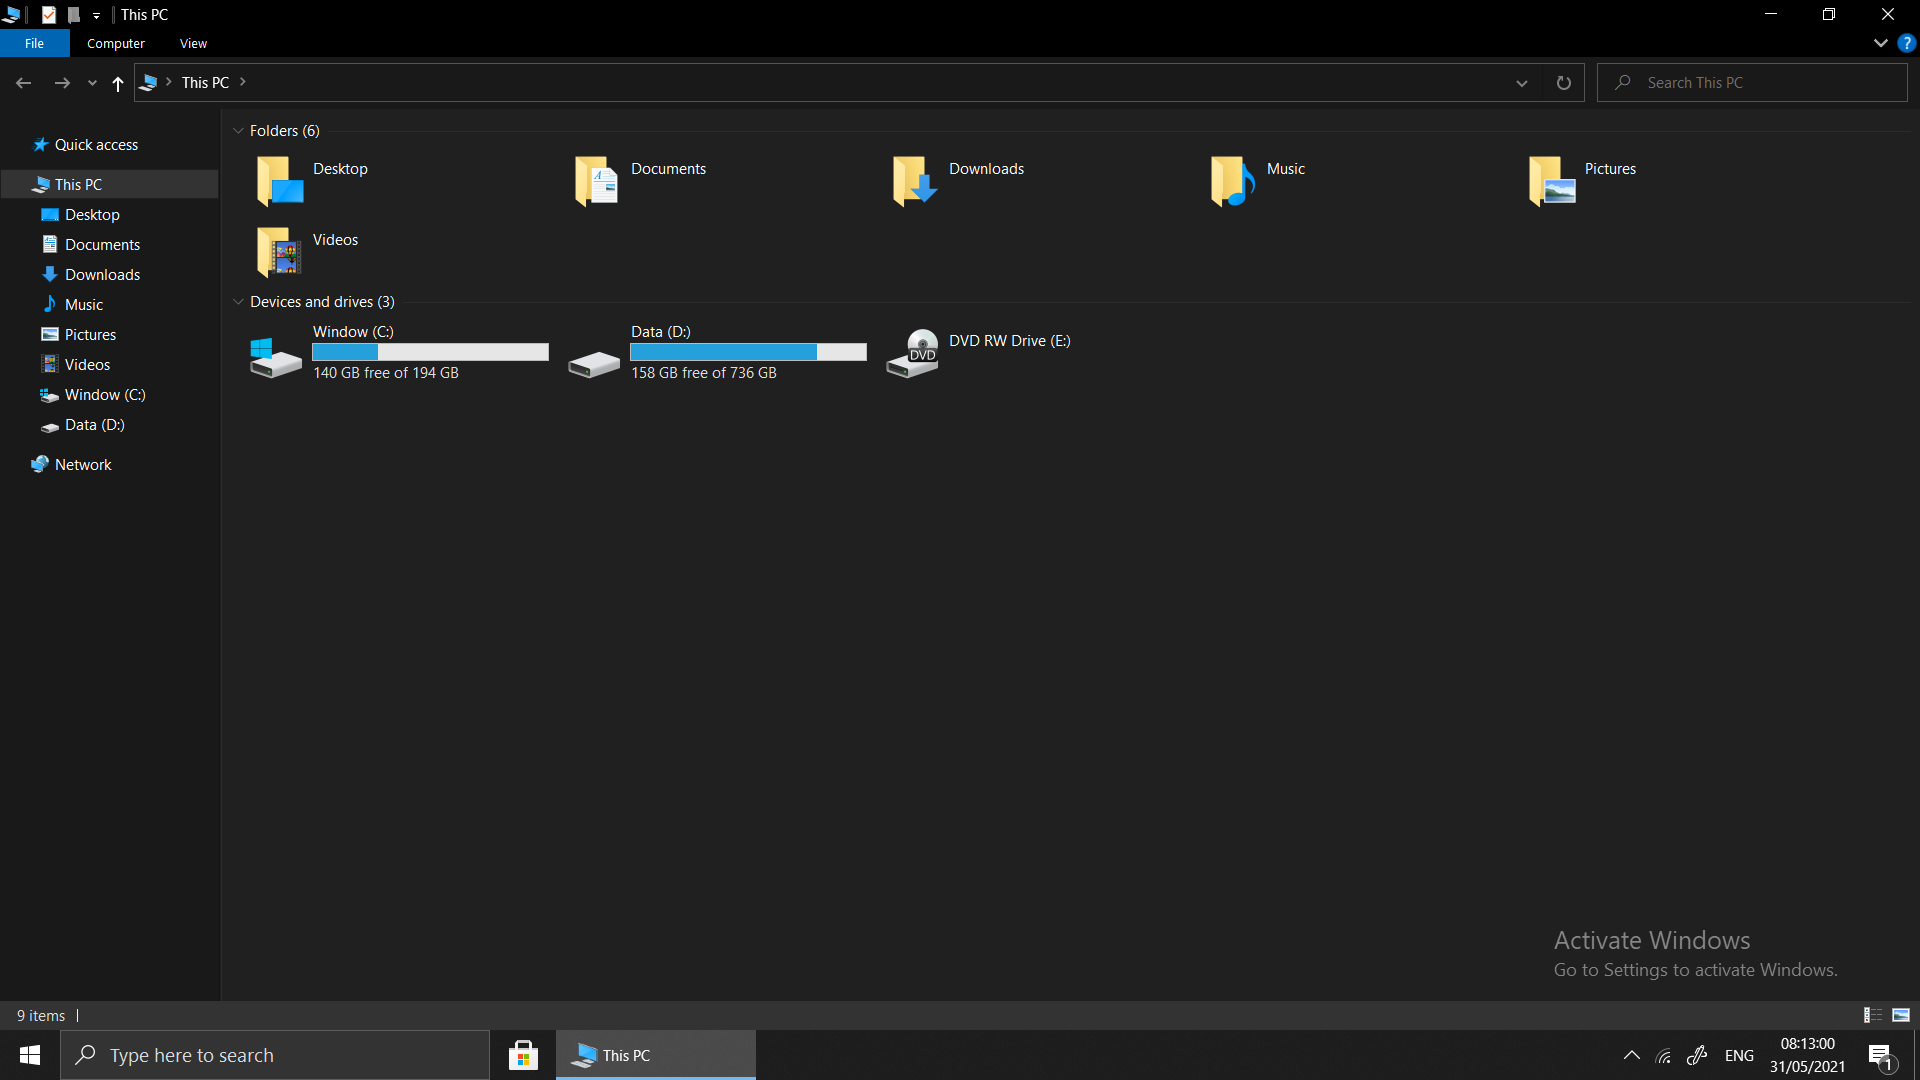 This PC
File
Computer
View
This PC
Search This PC
Quick access
This PC
Desktop
Documents
Downloads
Music
Pictures
Videos
Window (C:)
Data (D:)
Network
Folders (6)
Desktop
Documents
Downloads
Music
Pictures
Videos
Devices and drives (3)
Window (C:)
140 GB free of 194 GB
Data (D:)
158 GB free of 736 GB
DVD
DVD RW Drive (E:)
Activate Windows
Go to Settings to activate Windows.
9 items
Type here to search
This PC
ENG
08:13:00
31/05/2021
1